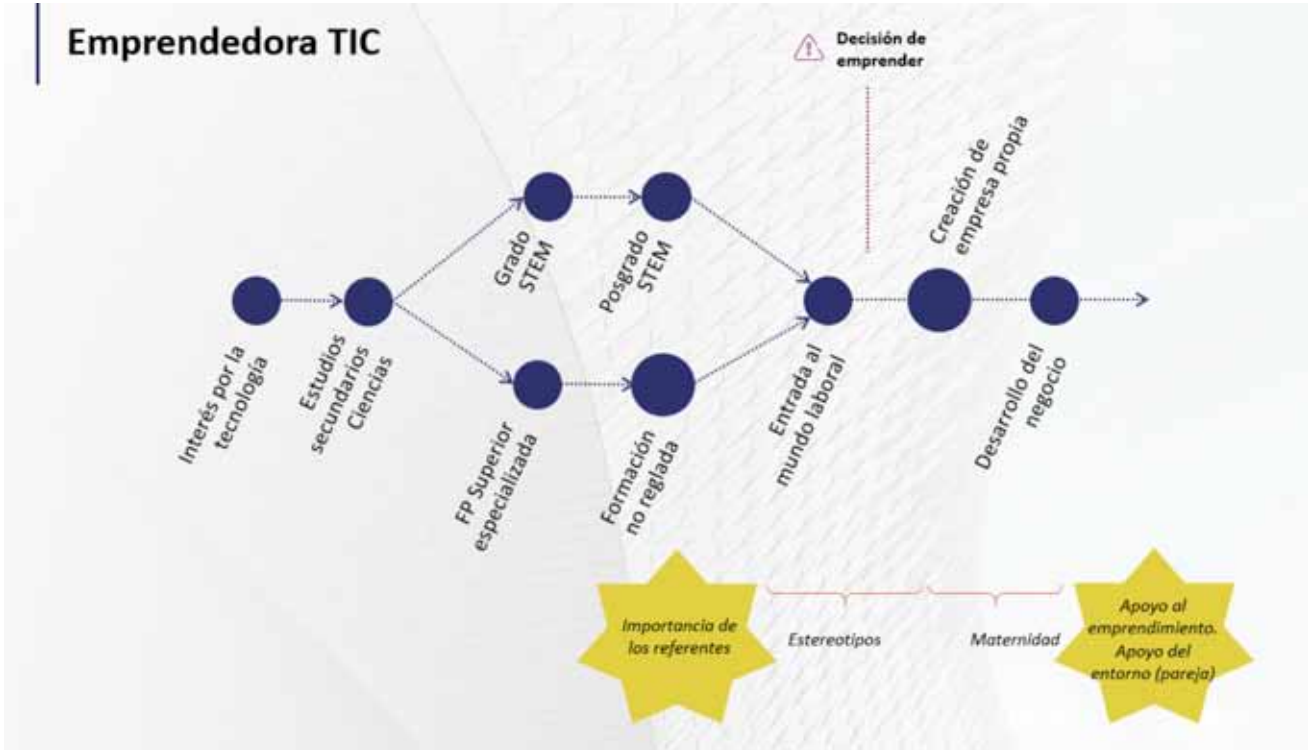 Emprendedora TIC
Decisión de
emprender
Creación de
empresa propia
Grado
STEM
Posgrado
STEM
Interés por la
tecnología
Estudios
secundarios
Ciencias
FP Superior
especializada
Formación
no reglada
Entrada al
mundo laboral
Desarrollo del
negocio
Importancia de
los referentes
Estereotipos
Maternidad
Apoyo al
emprendimiento.
Apoyo del
entorno (pareja)